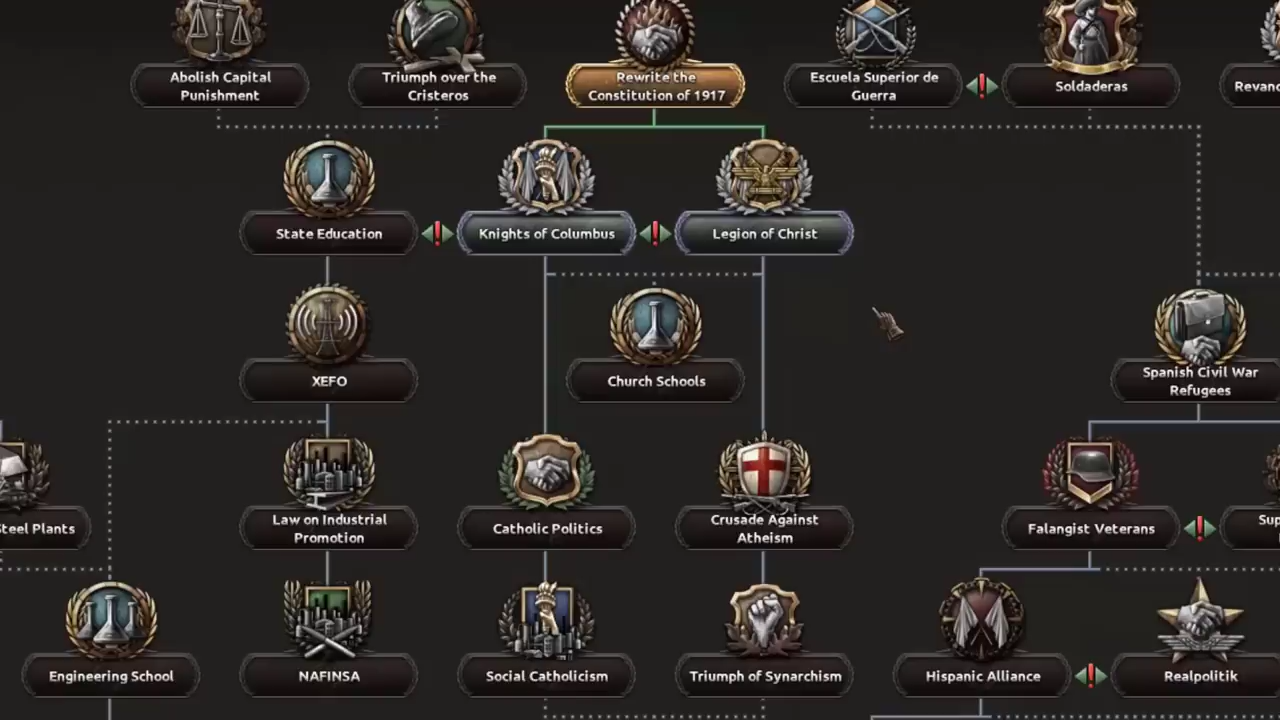 Abolish Capital
Punishment
Triumph over the
Cristeros
Rewrite the
Constitution of 1917
Escuela Superior de
Guerra
Soldaderas
State Education
Knights of Columbus
Legion of Christ
XEFO
Church Schools
Spanish Civil War
Refugees
Steel Plants
Law on Industrial
Promotion
Catholic Politics
Crusade Against
Atheism
Falangist Veterans
Engineering School
NAFINSA
Social Catholicism
Triumph of Synarchism
Hispanic Alliance
Realpolitik